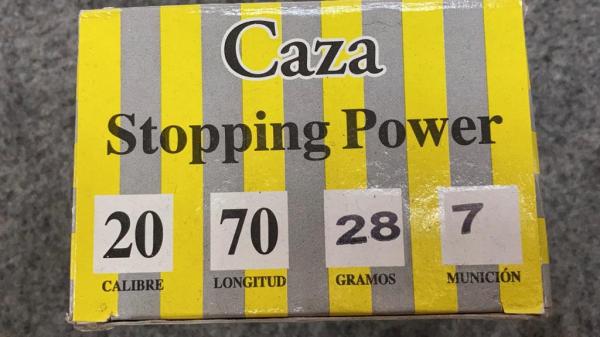 Caza
Stopping Power
20 70 28 7
CALIBRE LONGITUD GRAMOS MUNICIÓN